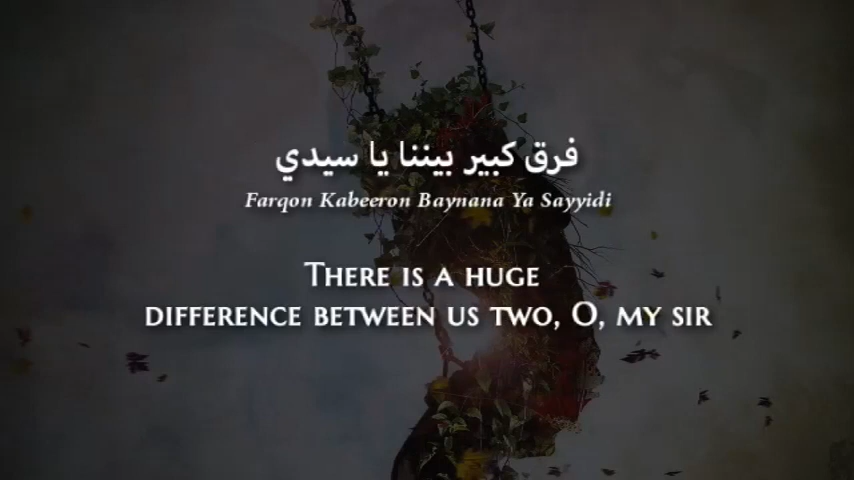 فرق كبير بيننا يا سيدي
Farqon Kabeeron Baynana Ya Sayyidi
There is a huge
difference between us two, O, my sir